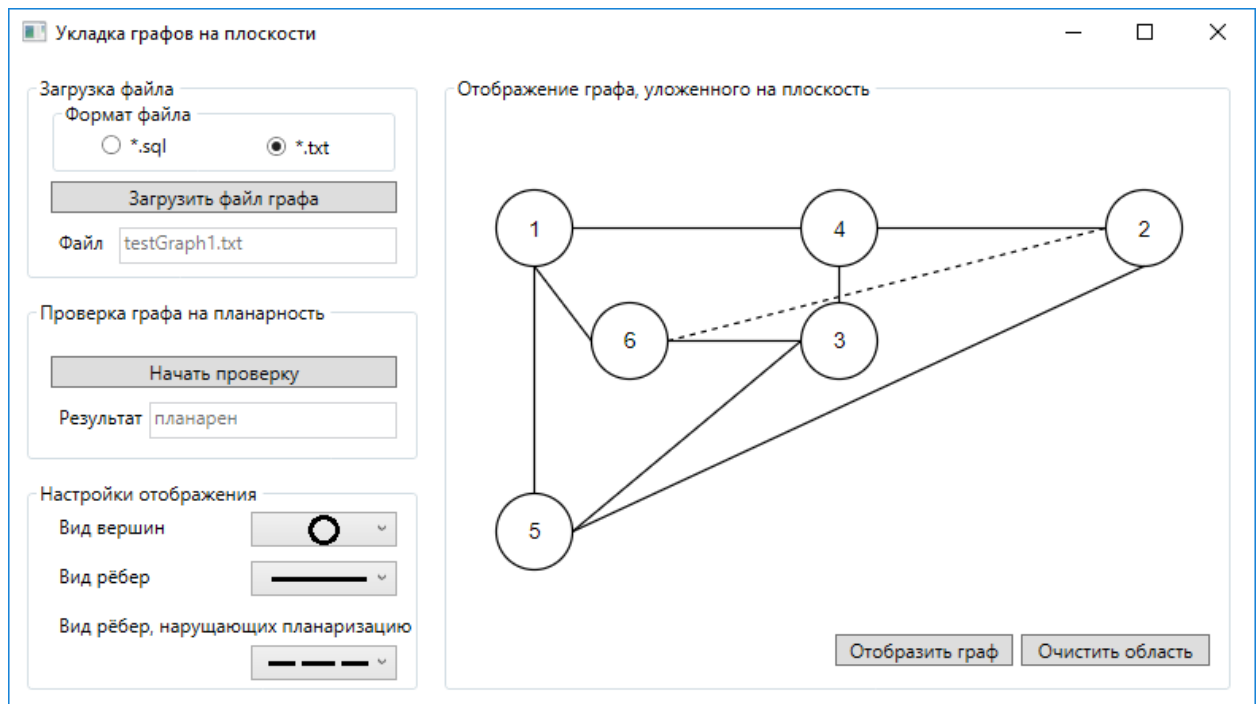 Укладка графов на плоскости
Загрузка файла
Формат файла
*.sql
*.txt
Загрузить файл графа
Файл testGraph1.txt
Проверка графа на планарность
Начать проверку
Результат планарен
Настройки отображения
Вид вершин
Вид рёбер
Вид рёбер, нарущающих планаризацию
Отображение графа, уложенного на плоскость
1
4
2
6
3
5
Отобразить граф
Очистить область